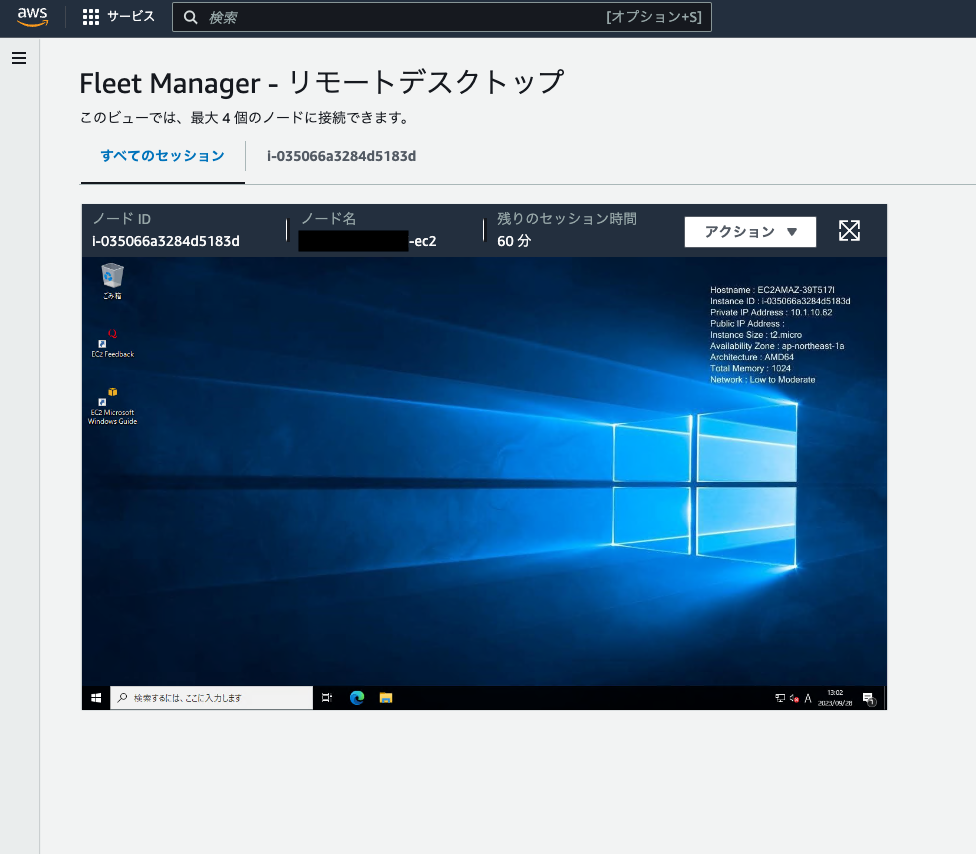 aws
サービス
検索
[オプション+S]
Fleet Manager - リモートデスクトップ
このビューでは、最大 4 個のノードに接続できます。
すべてのセッション
i-035066a3284d5183d
ノード ID
i-035066a3284d5183d
ノード名
-ec2
残りのセッション時間
60 分
アクション
ごみ箱
EC2 Feedback
EC2 Microsoft
Windows Guide
Hostname : EC2AMAZ-39T517I
Instance ID : i-035066a3284d5183d
Private IP Address : 10.1.10.62
Public IP Address :
Instance Size : t2.micro
Availability Zone : ap-northeast-1a
Architecture : AMD64
Total Memory : 1024
Network : Low to Moderate
検索するには、ここに入力します
A
13:02
2023/09/28
1